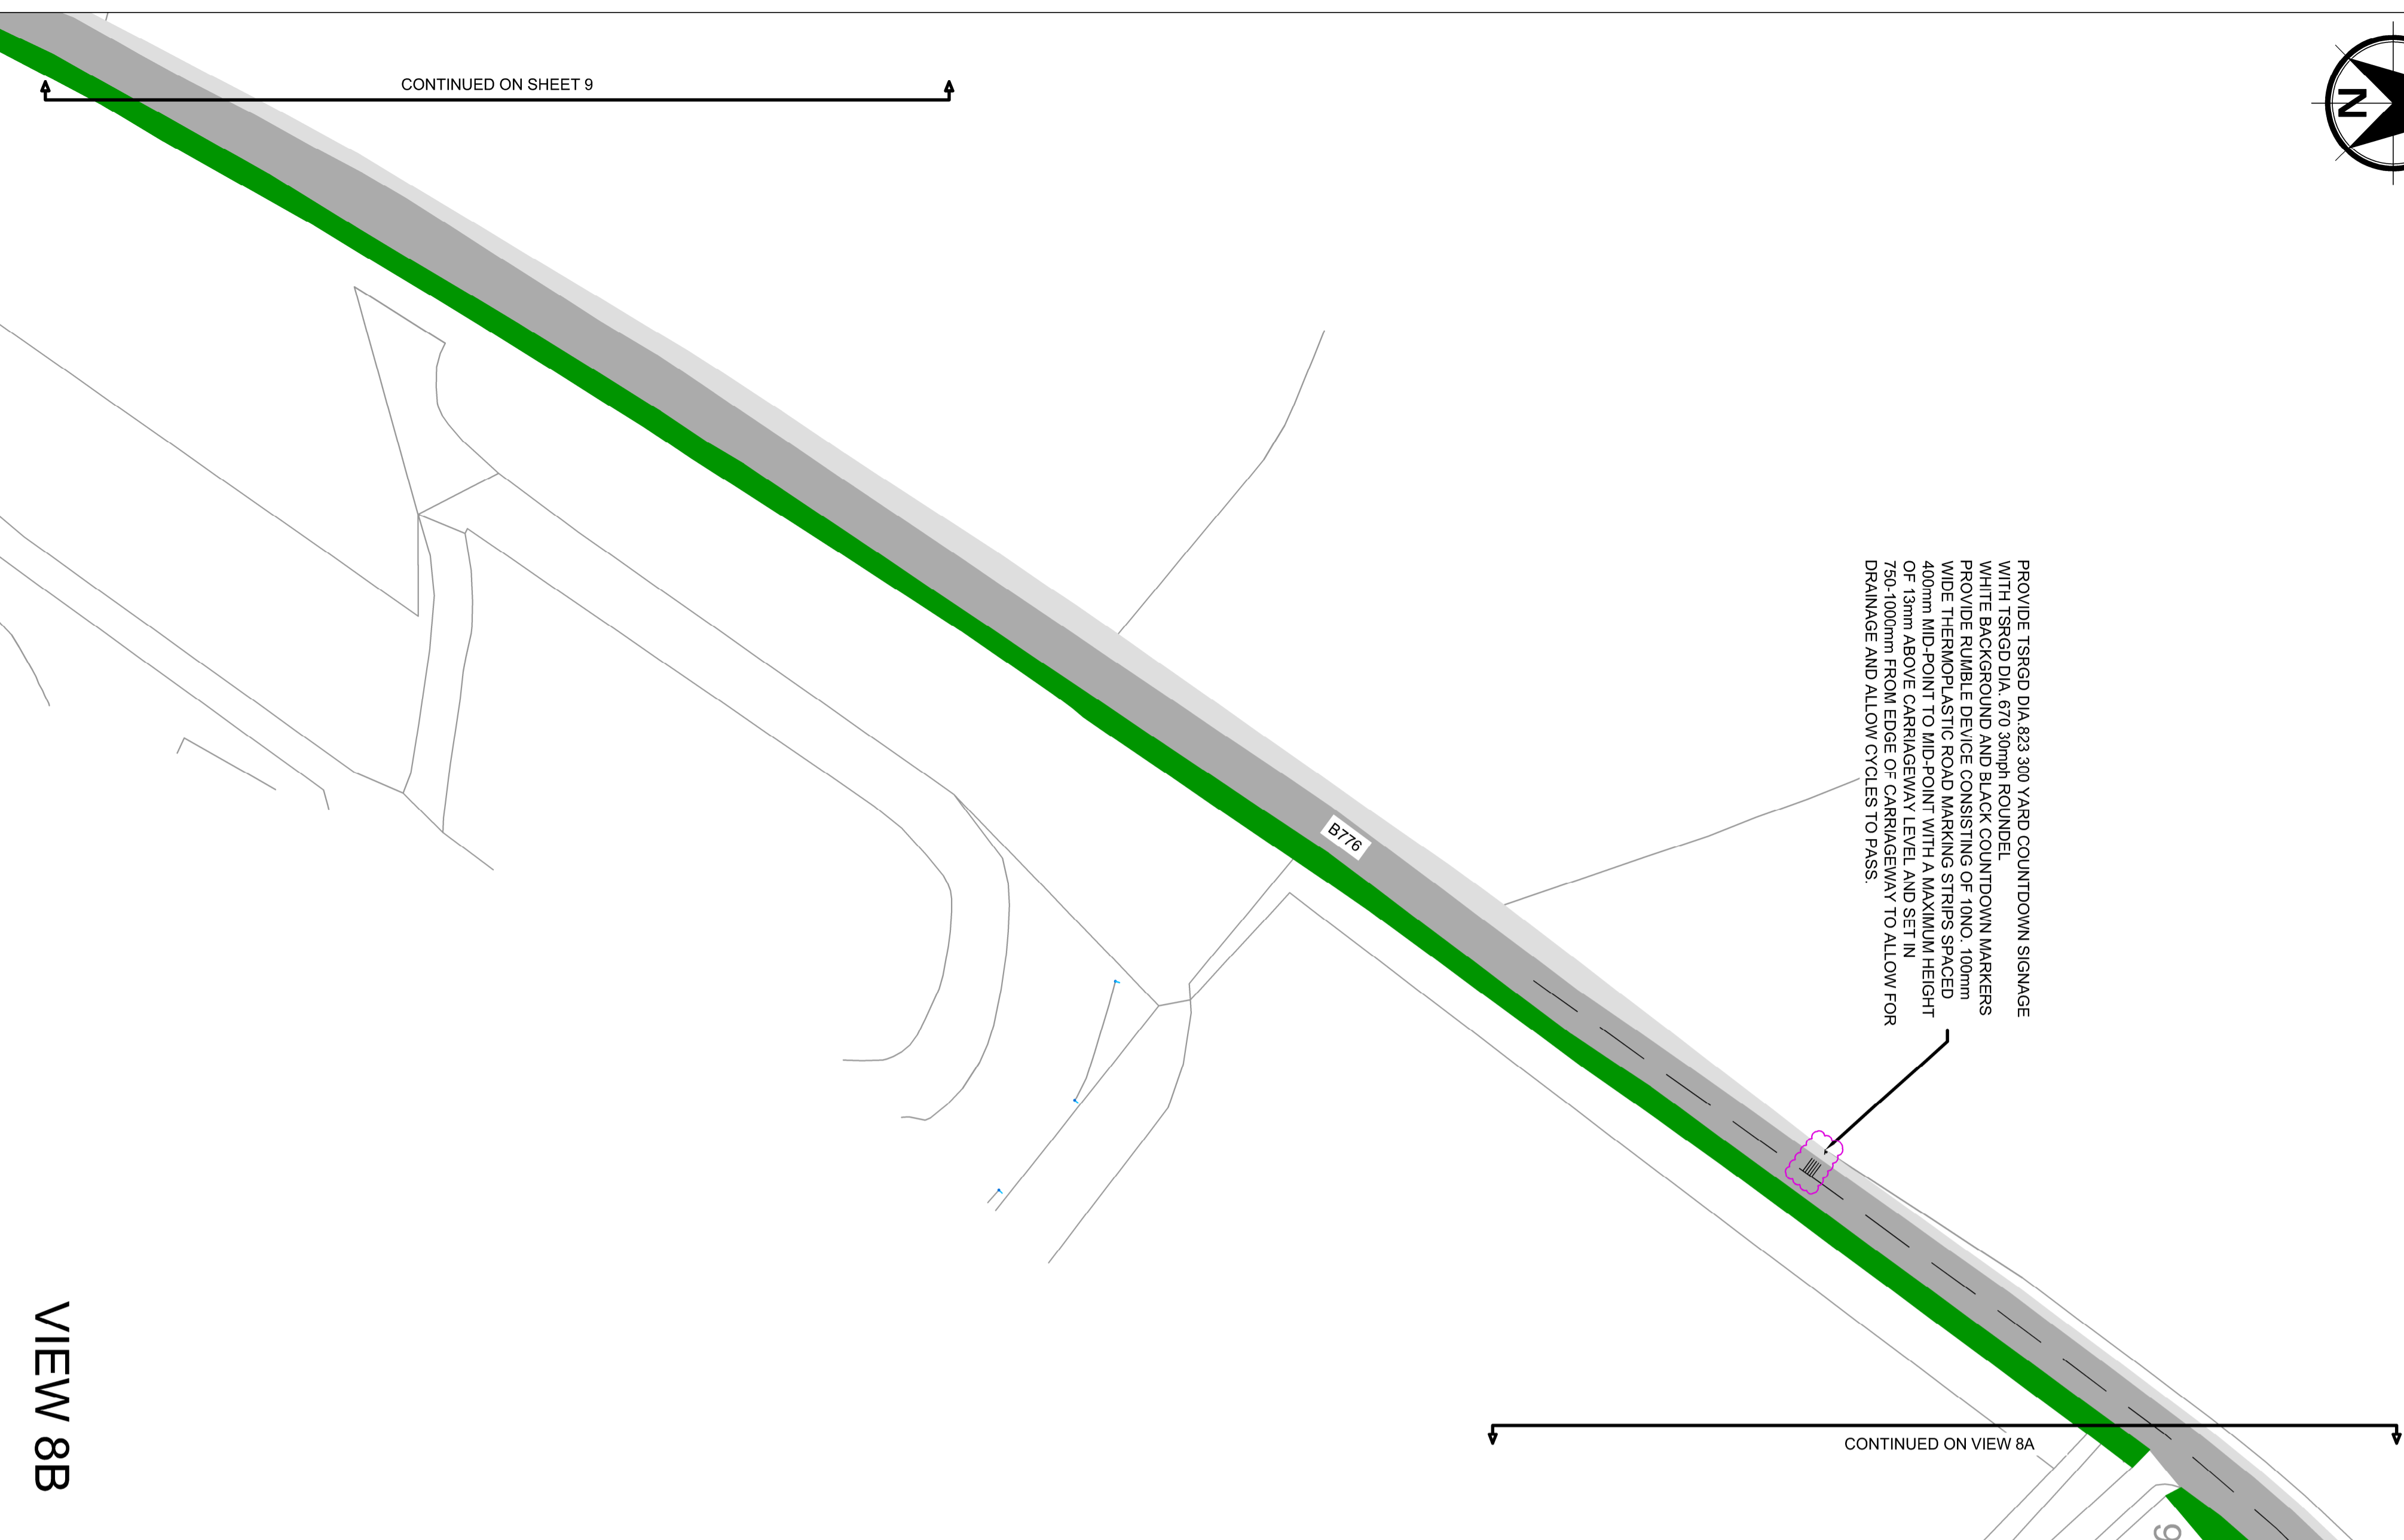 CONTINUED ON SHEET 9
N
PROVIDE TSRGD DIA.823 300 YARD COUNTDOWN SIGNAGE
WITH TSRGD DIA. 670 30mph ROUNDEL
WHITE BACKGROUND AND BLACK COUNTDOWN MARKERS
PROVIDE RUMBLE DEVICE CONSISTING OF 10NO. 100mm
WIDE THERMOPLASTIC ROAD MARKING STRIPS SPACED
400mm MID-POINT TO MID-POINT WITH A MAXIMUM HEIGHT
OF 13mm ABOVE CARRIAGEWAY LEVEL AND SET IN
750-1000mm FROM EDGE OF CARRIAGEWAY TO ALLOW FOR
DRAINAGE AND ALLOW CYCLES TO PASS.
B776
CONTINUED ON VIEW 8A
VIEW 8B